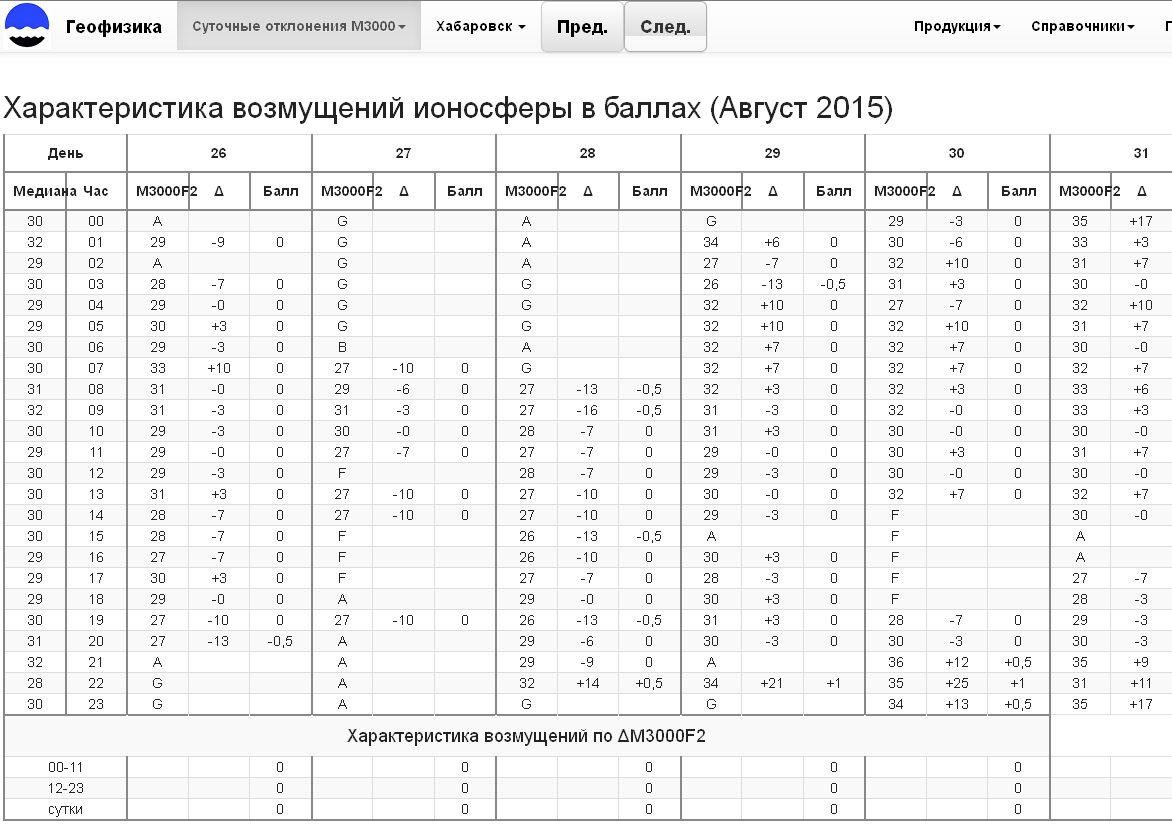 Геофизика Суточные отклонения М3000 Хабаровск Пред. След. Продукция Справочники
Характеристика возмущений ионосферы в баллах (Август 2015)
День 26 27 28 29 30 31
Медиана Час M3000F2 Δ Балл M3000F2 Δ Балл M3000F2 Δ Балл M3000F2 Δ Балл M3000F2 Δ Балл M3000F2 Δ
30 00 A G A G 29 -3 0 35 +17
32 01 29 -9 0 G A 34 +6 0 30 -6 0 33 +3
29 02 A G A 27 -7 0 32 +10 0 31 +7
30 03 28 -7 0 G G 26 -13 -0,5 31 +3 0 30 -0
29 04 29 -0 0 G G 32 +10 0 27 -7 0 32 +10
29 05 30 +3 0 G G 32 +10 0 32 +10 0 31 +7
30 06 29 -3 0 B A 32 +7 0 32 +7 0 30 -0
30 07 33 +10 0 27 -10 0 G 32 +7 0 32 +7 0 32 +7
31 08 31 -0 0 29 -6 0 27 -13 -0,5 32 +3 0 32 +3 0 33 +6
32 09 31 -3 0 31 -3 0 27 -16 -0,5 31 -3 0 32 -0 0 33 +3
30 10 29 -3 0 30 -0 0 28 -7 0 31 +3 0 30 -0 0 30 -0
29 11 29 -0 0 27 -7 0 27 -7 0 29 -0 0 30 +3 0 31 +7
30 12 29 -3 0 F 28 -7 0 29 -3 0 30 -0 0 30 -0
30 13 31 +3 0 27 -10 0 27 -10 0 30 -0 0 32 +7 0 32 +7
30 14 28 -7 0 27 -10 0 27 -10 0 29 -3 0 F 30 -0
30 15 28 -7 0 F 26 -13 -0,5 A F A
29 16 27 -7 0 F 26 -10 0 30 +3 0 F A
29 17 30 +3 0 F 27 -7 0 28 -3 0 F 27 -7
29 18 29 -0 0 A 29 -0 0 30 +3 0 F 28 -3
30 19 27 -10 0 27 -10 0 26 -13 -0,5 31 +3 0 28 -7 0 29 -3
31 20 27 -13 -0,5 A 29 -6 0 30 -3 0 30 -3 0 30 -3
32 21 A A 29 -9 0 A 36 +12 +0,5 35 +9
28 22 G A 32 +14 +0,5 34 +21 +1 35 +25 +1 31 +11
30 23 G A G G 34 +13 +0,5 35 +17
Характеристика возмущений по ΔM3000F2
00-11 0 0 0 0 0
12-23 0 0 0 0 0
сутки 0 0 0 0 0